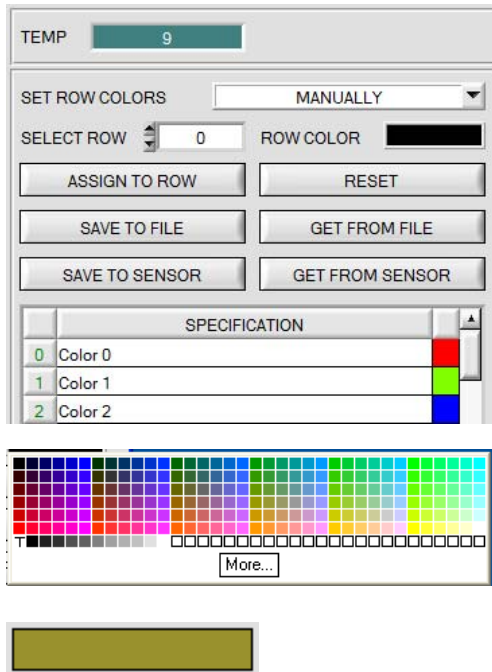 TEMP 9
SET ROW COLORS MANUALLY
SELECT ROW 0 ROW COLOR
ASSIGN TO ROW RESET
SAVE TO FILE GET FROM FILE
SAVE TO SENSOR GET FROM SENSOR
SPECIFICATION
0 Color 0
1 Color 1
2 Color 2
T
More...